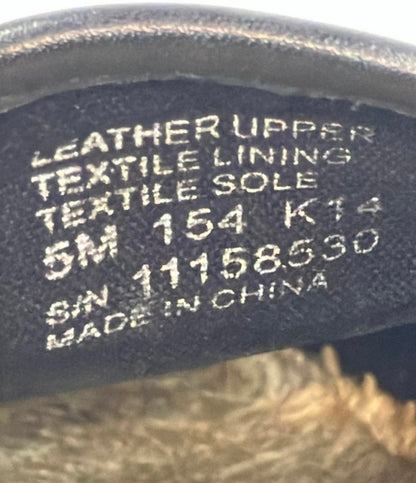 LEATHER UPPER
TEXTILE LINING
TEXTILE SOLE
5M 154 K14
S/N 11158530
MADE IN CHINA